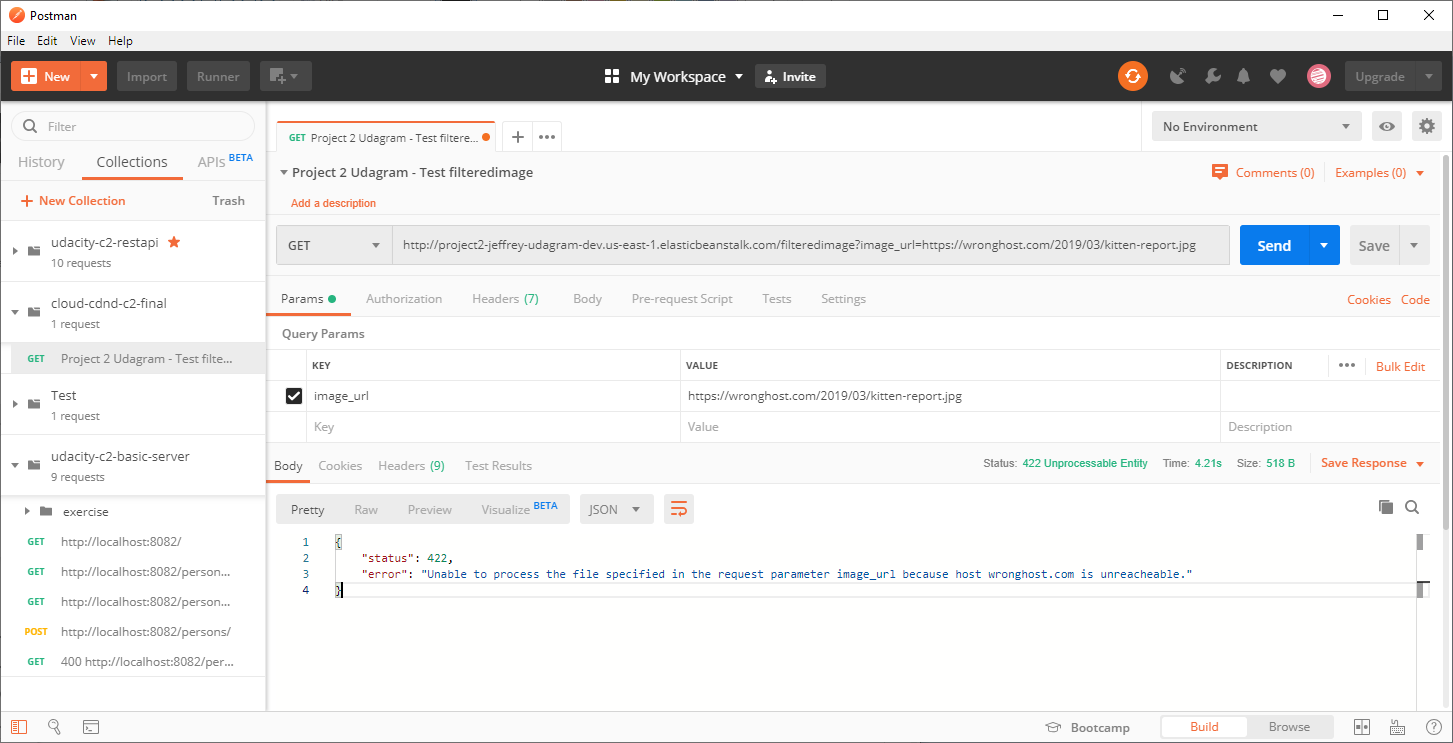 Postman
File Edit View Help
New Import Runner My Workspace Invite Upgrade
Filter
History Collections APIs BETA
New Collection Trash
udacity-c2-restapi
10 requests
cloud-cdnd-c2-final
1 request
GET Project 2 Udagram - Test filte...
Test
1 request
udacity-c2-basic-server
9 requests
exercise
GET http://localhost:8082/
GET http://localhost:8082/person...
GET http://localhost:8082/person...
POST http://localhost:8082/persons/
GET 400 http://localhost:8082/per...
GET Project 2 Udagram - Test filtere...
No Environment
Project 2 Udagram - Test filteredimage
Comments (0) Examples (0)
Add a description
GET http://project2-jeffrey-udagram-dev.us-east-1.elasticbeanstalk.com/filteredimage?image_url=https://wronghost.com/2019/03/kitten-report.jpg Send Save
Params Authorization Headers (7) Body Pre-request Script Tests Settings Cookies Code
Query Params
KEY VALUE DESCRIPTION Bulk Edit
image_url https://wronghost.com/2019/03/kitten-report.jpg
Key Value Description
Body Cookies Headers (9) Test Results Status: 422 Unprocessable Entity Time: 4.21s Size: 518 B Save Response
Pretty Raw Preview Visualize BETA JSON
1 {
2 "status": 422,
3 "error": "Unable to process the file specified in the request parameter image_url because host wronghost.com is unreacheable."
4 }
Bootcamp Build Browse